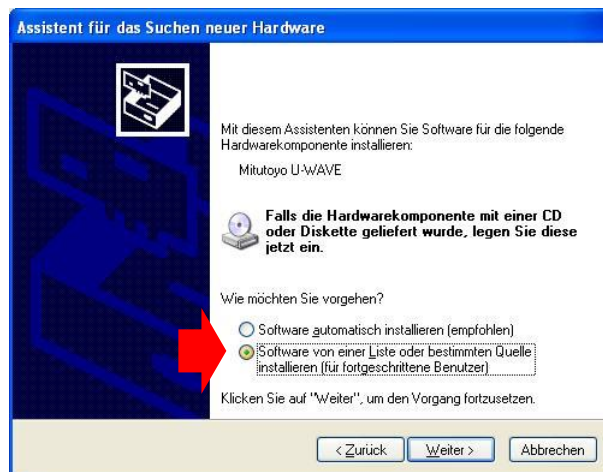 Assistent für das Suchen neuer Hardware
Mit diesem Assistenten können Sie Software für die folgende
Hardwarekomponente installieren:
Mitutoyo U-WAVE
Falls die Hardwarekomponente mit einer CD
oder Diskette geliefert wurde, legen Sie diese
jetzt ein.
Wie möchten Sie vorgehen?
Software automatisch installieren (empfohlen)
Software von einer Liste oder bestimmten Quelle
installieren (für fortgeschrittene Benutzer)
Klicken Sie auf "Weiter", um den Vorgang fortzusetzen.
< Zurück Weiter > Abbrechen